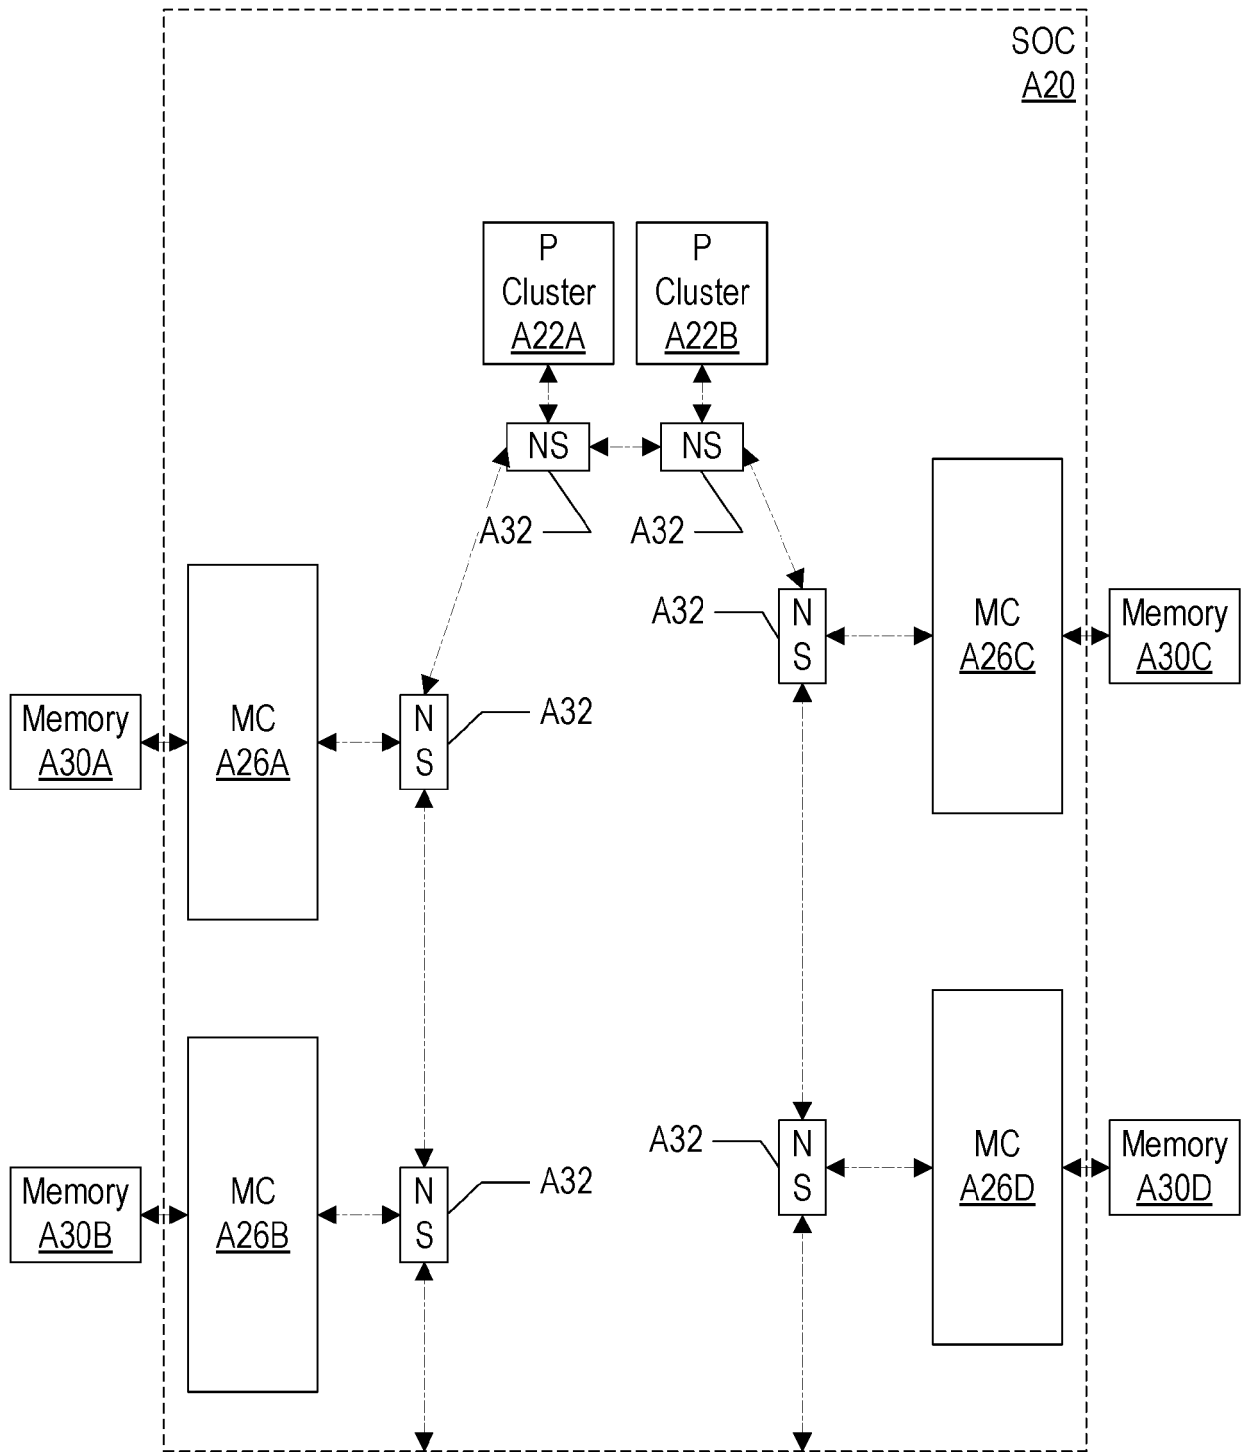 SOC
A20
P
Cluster
A22A
P
Cluster
A22B
NS
NS
A32
A32
N
S
A32
MC
A26C
Memory
A30C
Memory
A30A
MC
A26A
N
S
A32
N
S
A32
MC
A26D
Memory
A30D
Memory
A30B
MC
A26B
N
S
A32